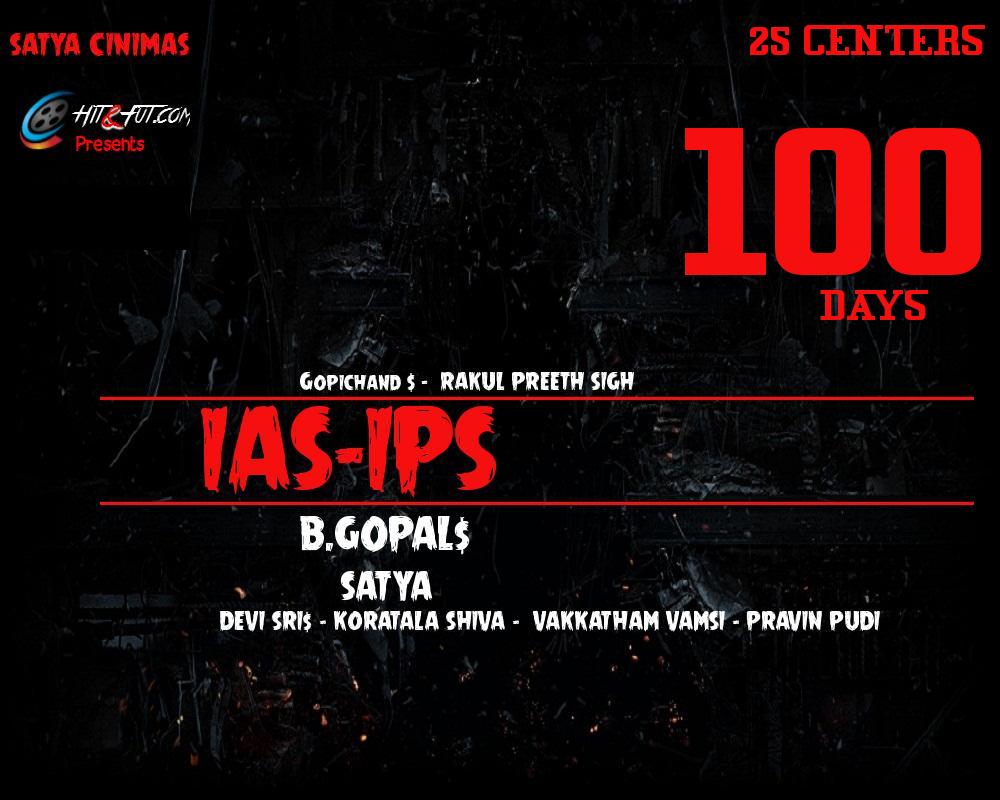 SATYA CINIMAS
25 CENTERS
HIT&FUT.COM
Presents
100
DAYS
GOPICHAND $ - RAKUL PREETH SIGH
IAS-IPS
B.GOPAL$
SATYA
DEVI SRI$ - KORATALA SHIVA - VAKKATHAM VAMSI - PRAVIN PUDI